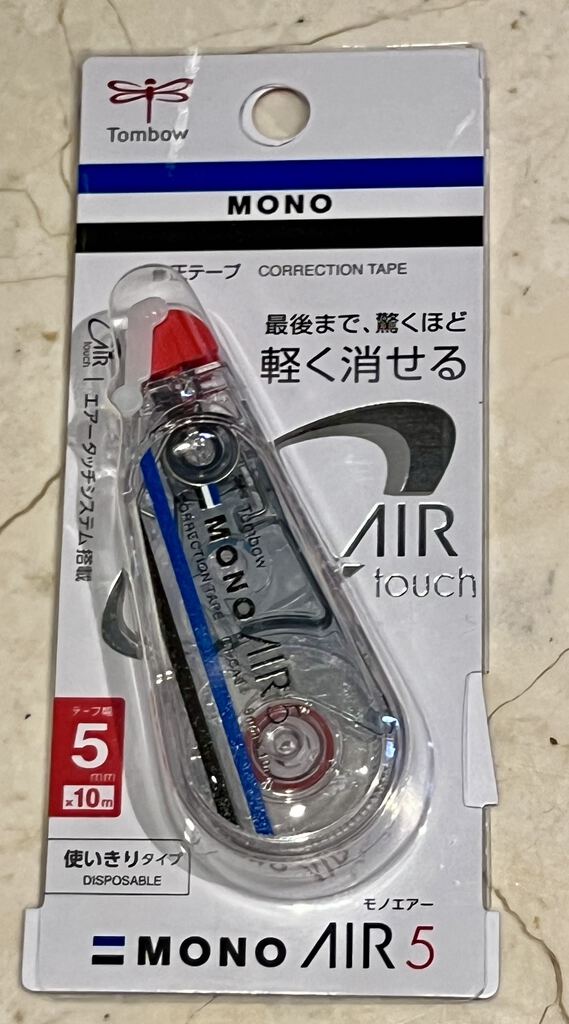 Tombow
MONO
正テープ CORRECTION TAPE
最後まで、驚くほど
軽く消せる
AIR
touch
エアータッチシステム搭載
AIR
touch
Tombow
MONO AIR 5
CORRECTION TAPE
テープ幅
5
mm
x10m
使いきりタイプ
DISPOSABLE
モノエアー
MONO AIR 5